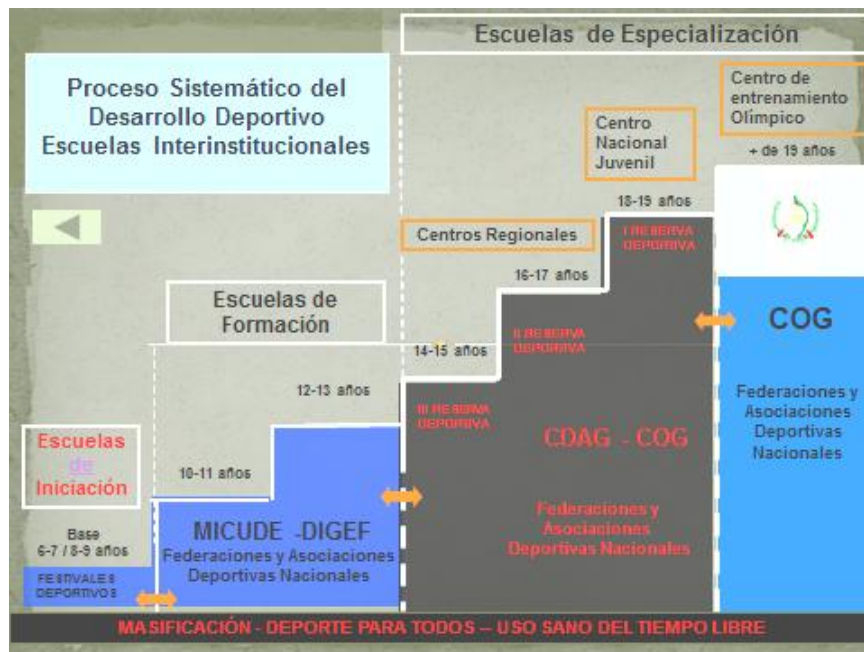 Escuelas de Especialización
Proceso Sistemático del
Desarrollo Deportivo
Escuelas Interinstitucionales
Centro de
entrenamiento
Olímpico
+ de 19 años
Centro
Nacional
Juvenil
18-19 años
Centros Regionales
16-17 años
I RESERVA
DEPORTIVA
Escuelas de
Formación
14-15 años
II RESERVA
DEPORTIVA
COG
12-13 años
III RESERVA
DEPORTIVA
Federaciones y
Asociaciones
Deportivas
Nacionales
CDAG - COG
Escuelas
de
Iniciación
10-11 años
Federaciones y
Asociaciones
Deportivas Nacionales
Base
6-7 / 8-9 años
MICUDE -DIGEF
Federaciones y Asociaciones
Deportivas Nacionales
FESTIVALES
DEPORTIVOS
MASIFICACIÓN - DEPORTE PARA TODOS – USO SANO DEL TIEMPO LIBRE